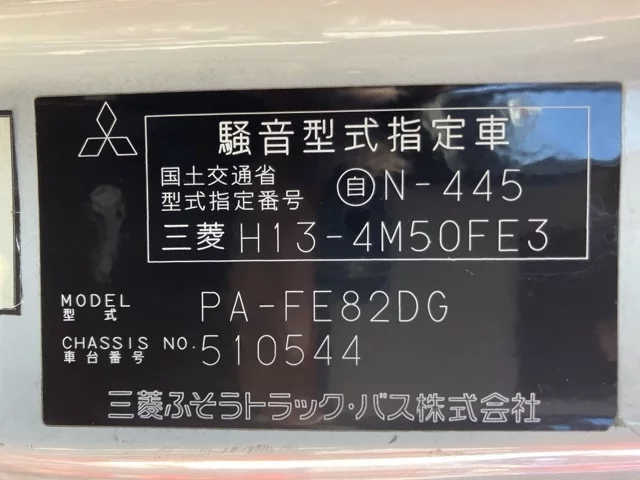 騒音型式指定車
国土交通省
型式指定番号 自N-445
三菱 H13-4M50FE3
MODEL
型式 PA-FE82DG
CHASSIS NO.
車台番号 510544
三菱ふそうトラック・バス株式会社